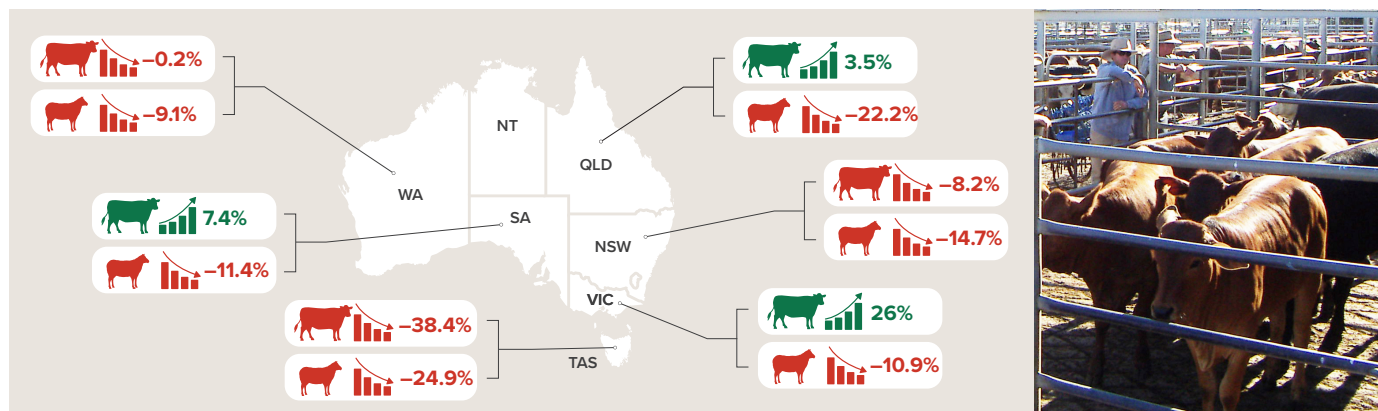 –0.2%
–9.1%
3.5%
–22.2%
NT
QLD
WA
–8.2%
–14.7%
7.4%
–11.4%
SA
NSW
VIC
26%
–10.9%
–38.4%
–24.9%
TAS